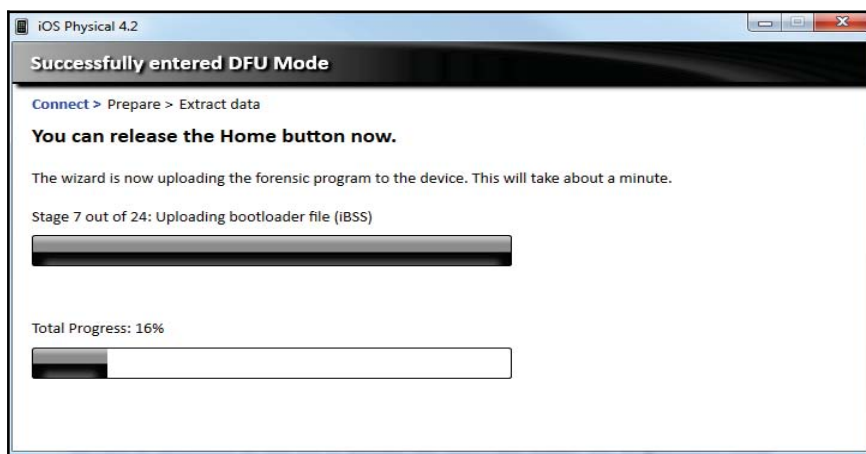 iOS Physical 4.2
Successfully entered DFU Mode
Connect > Prepare > Extract data
You can release the Home button now.
The wizard is now uploading the forensic program to the device. This will take about a minute.
Stage 7 out of 24: Uploading bootloader file (iBSS)
Total Progress: 16%